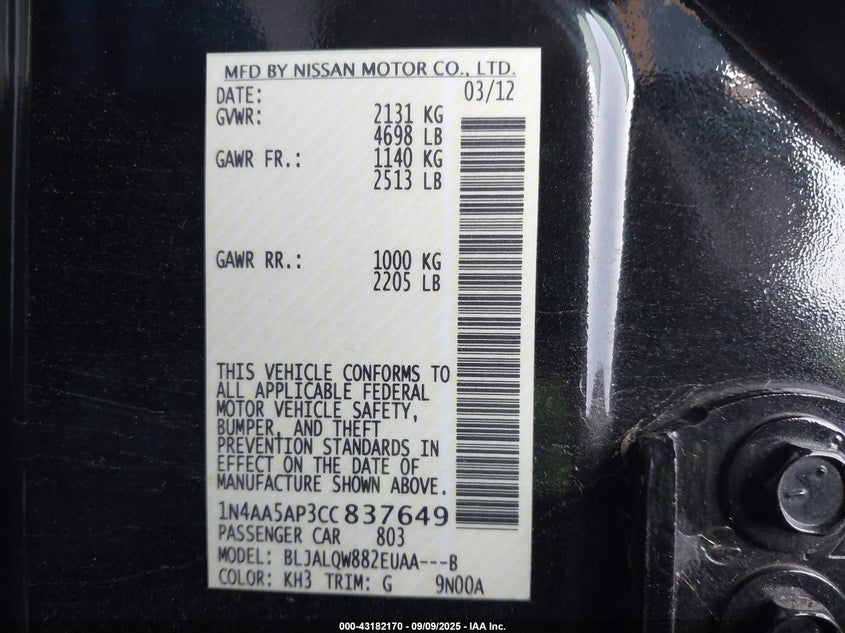 MFD BY NISSAN MOTOR CO., LTD.
DATE: 03/12
GVWR: 2131 KG
4698 LB
GAWR FR.: 1140 KG
2513 LB
GAWR RR.: 1000 KG
2205 LB
THIS VEHICLE CONFORMS TO
ALL APPLICABLE FEDERAL
MOTOR VEHICLE SAFETY,
BUMPER, AND THEFT
PREVENTION STANDARDS IN
EFFECT ON THE DATE OF
MANUFACTURE SHOWN ABOVE.
1N4AA5AP3CC837649
PASSENGER CAR 803
MODEL: BLJALQW882EUAA---B
COLOR: KH3 TRIM: G 9N00A
000-43182170 - 09/09/2025 - IAA Inc.